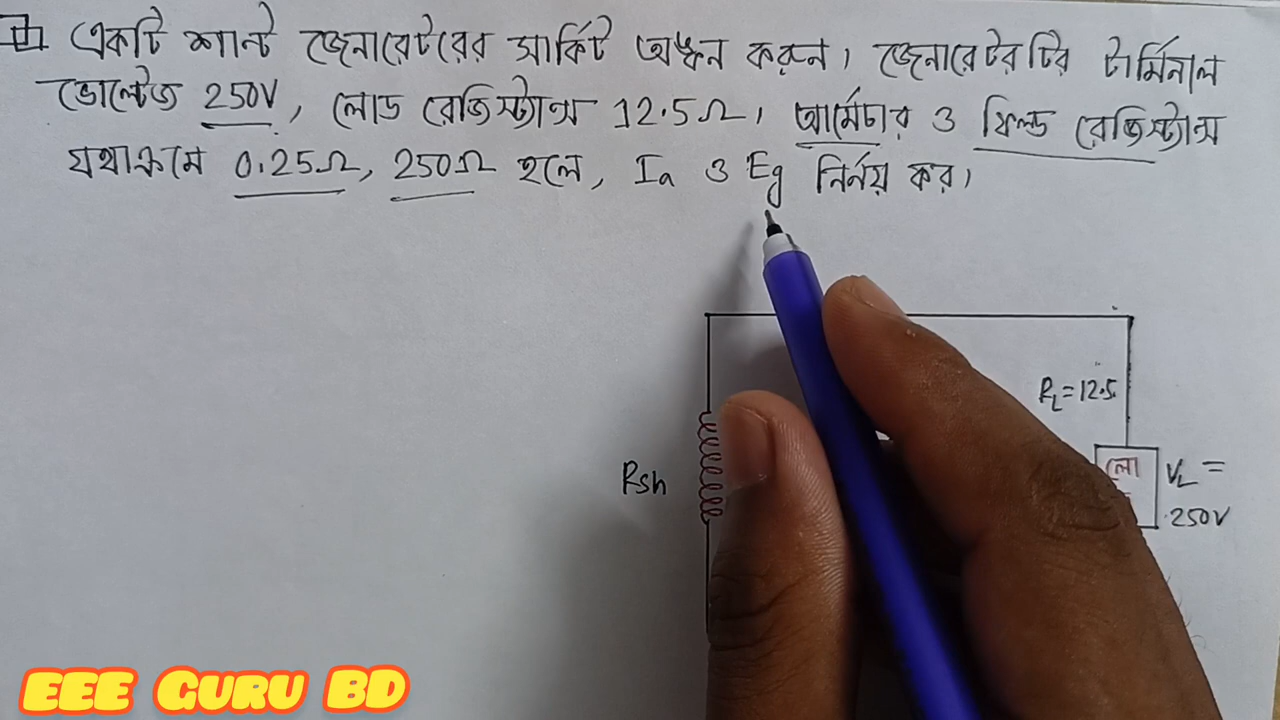 একটি শান্ট জেনারেটরের সার্কিট অঙ্কন করুন। জেনারেটরটির টার্মিনাল
ভোল্টেজ 250V, লোড রেজিস্ট্যান্স 12.5Ω, আর্মেচার ও ফিল্ড রেজিস্ট্যান্স
যথাক্রমে 0.25Ω, 250Ω হলে, Ia ও Eg নির্নয় কর।
RL=12.5
Rsh
লো
VL =
250V
EEE GURU BD